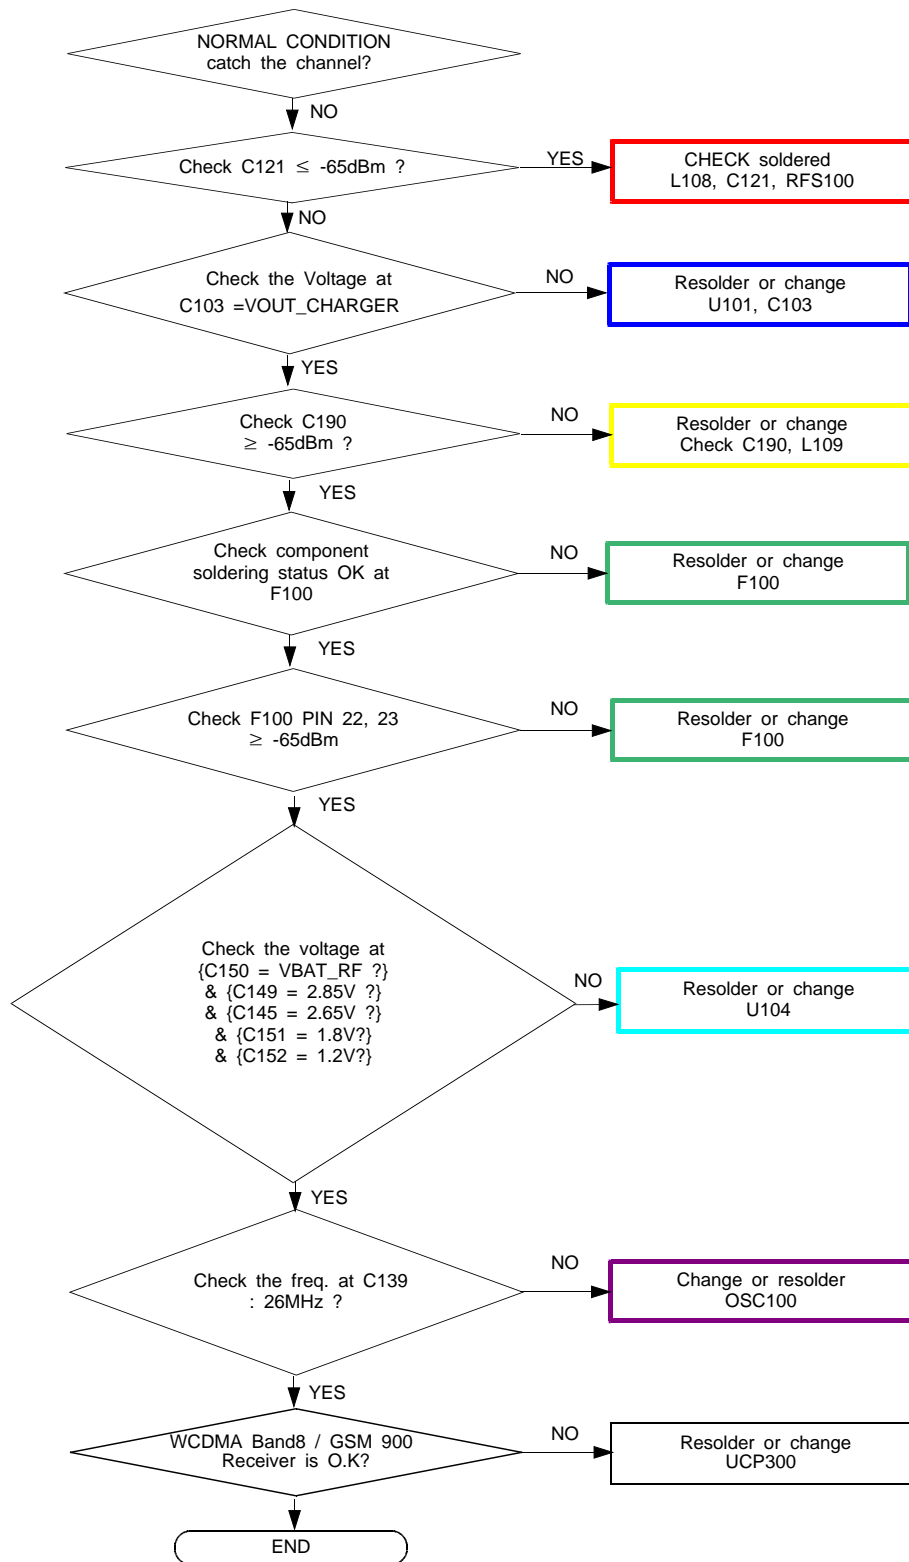 NORMAL CONDITION
catch the channel?
NO
Check C121 ≤ -65dBm ?
YES
CHECK soldered
L108, C121, RFS100
NO
Check the Voltage at
C103 =VOUT_CHARGER
NO
Resolder or change
U101, C103
YES
Check C190
≥ -65dBm ?
NO
Resolder or change
Check C190, L109
YES
Check component
soldering status OK at
F100
NO
Resolder or change
F100
YES
Check F100 PIN 22, 23
≥ -65dBm
NO
Resolder or change
F100
YES
Check the voltage at
{C150 = VBAT_RF ?}
& {C149 = 2.85V ?}
& {C145 = 2.65V ?}
& {C151 = 1.8V?}
& {C152 = 1.2V?}
NO
Resolder or change
U104
YES
Check the freq. at C139
: 26MHz ?
NO
Change or resolder
OSC100
YES
WCDMA Band8 / GSM 900
Receiver is O.K?
NO
Resolder or change
UCP300
END